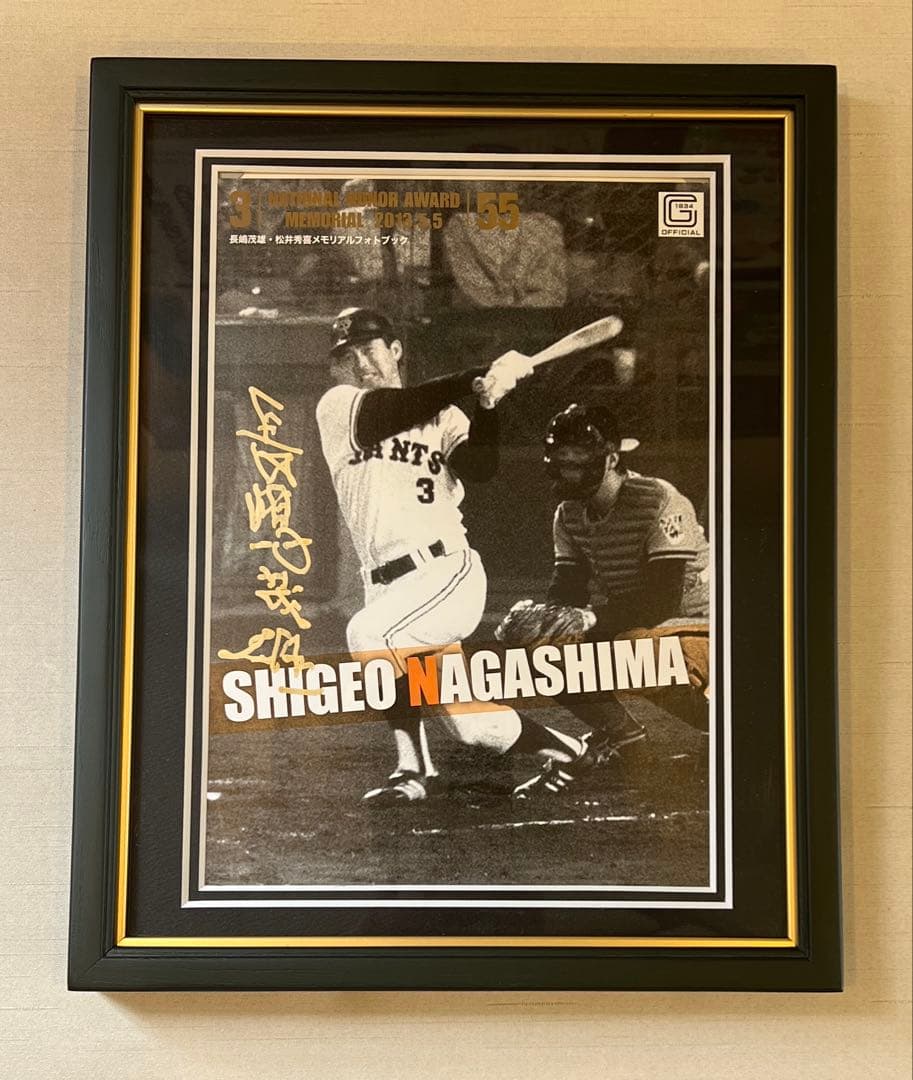 3 NATIONAL HONOR AWARD 55
MEMORIAL 2013.5.5
長嶋茂雄・松井秀喜メモリアルフォトブック
G
1934
OFFICIAL
GIANTS
3
SHIGEO NAGASHIMA